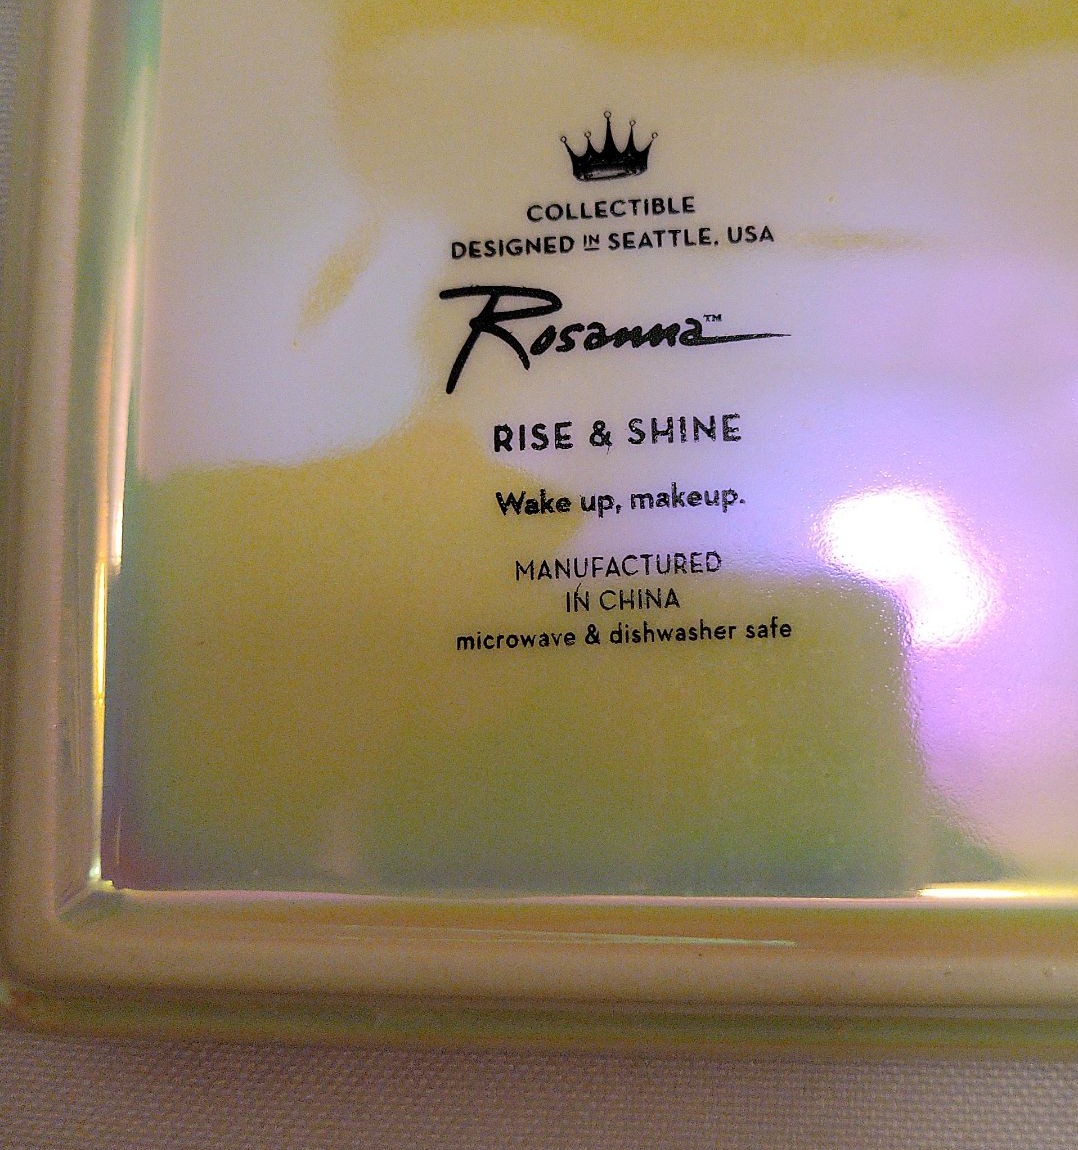 COLLECTIBLE
DESIGNED IN SEATTLE, USA
Rosanna™
RISE & SHINE
Wake up, makeup.
MANUFACTURED
IN CHINA
microwave & dishwasher safe